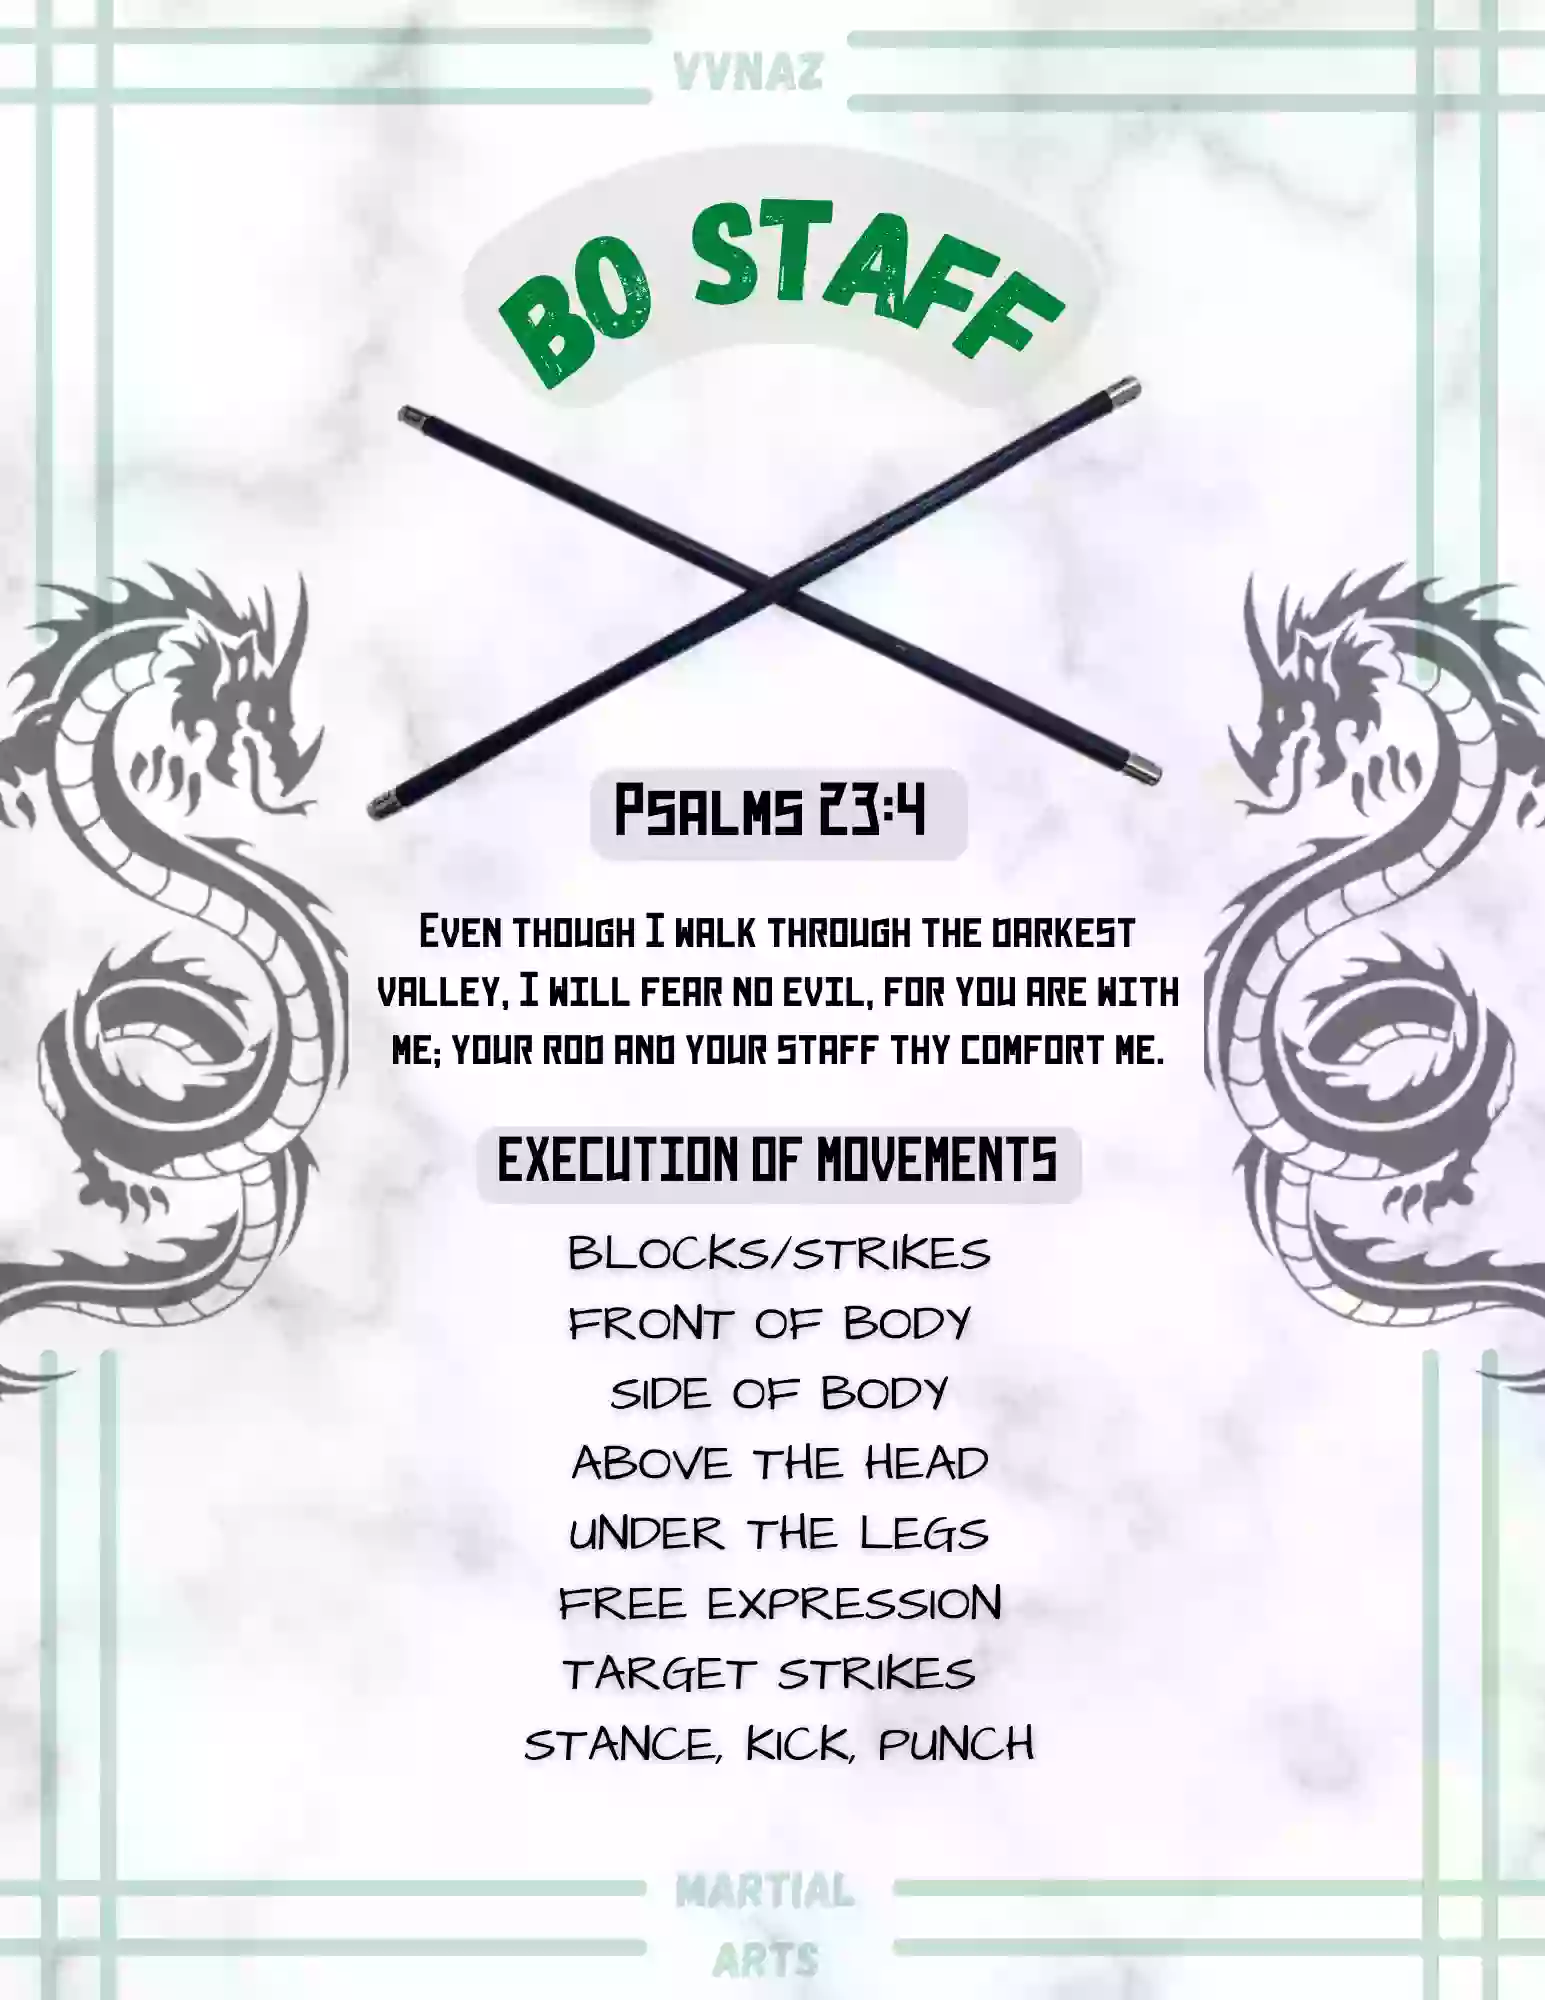 VVNAZ
BO STAFF
Psalms 23:4
Even though I walk through the darkest
valley, I will fear no evil, for you are with
me; your rod and your staff thy comfort me.
EXECUTION OF MOVEMENTS
BLOCKS/STRIKES
FRONT OF BODY
SIDE OF BODY
ABOVE THE HEAD
UNDER THE LEGS
FREE EXPRESSION
TARGET STRIKES
STANCE, KICK, PUNCH
MARTIAL
ARTS